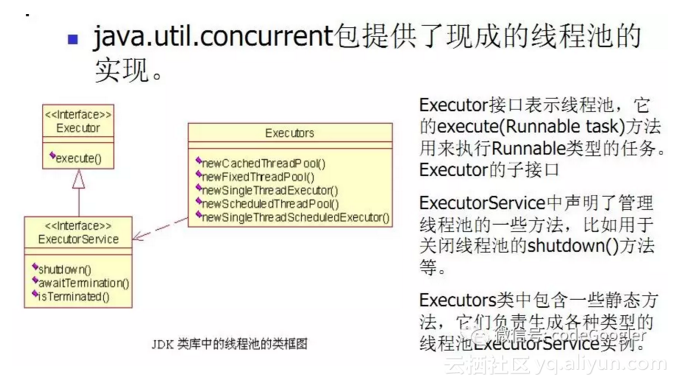 java.util.concurrent包提供了现成的线程池的
实现。
<<Interface>>
Executor
execute()
<<Interface>>
ExecutorService
shutdown()
awaitTermination()
isTerminated()
Executors
newCachedThreadPool()
newFixedThreadPool()
newSingleThreadExecutor()
newScheduledThreadPool()
newSingleThreadScheduledExecutor()
JDK 类库中的线程池的类框图
Executor接口表示线程池，它
的execute(Runnable task)方法
用来执行Runnable类型的任务。
Executor的子接口
ExecutorService中声明了管理
线程池的一些方法，比如用于
关闭线程池的shutdown()方法
等。
Executors类中包含一些静态方
法，它们负责生成各种类型的
线程池ExecutorService实例。
微信号: codeGoogler
云栖社区 yq.aliyun.com